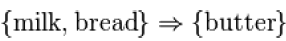 {milk, bread} ⇒ {butter}